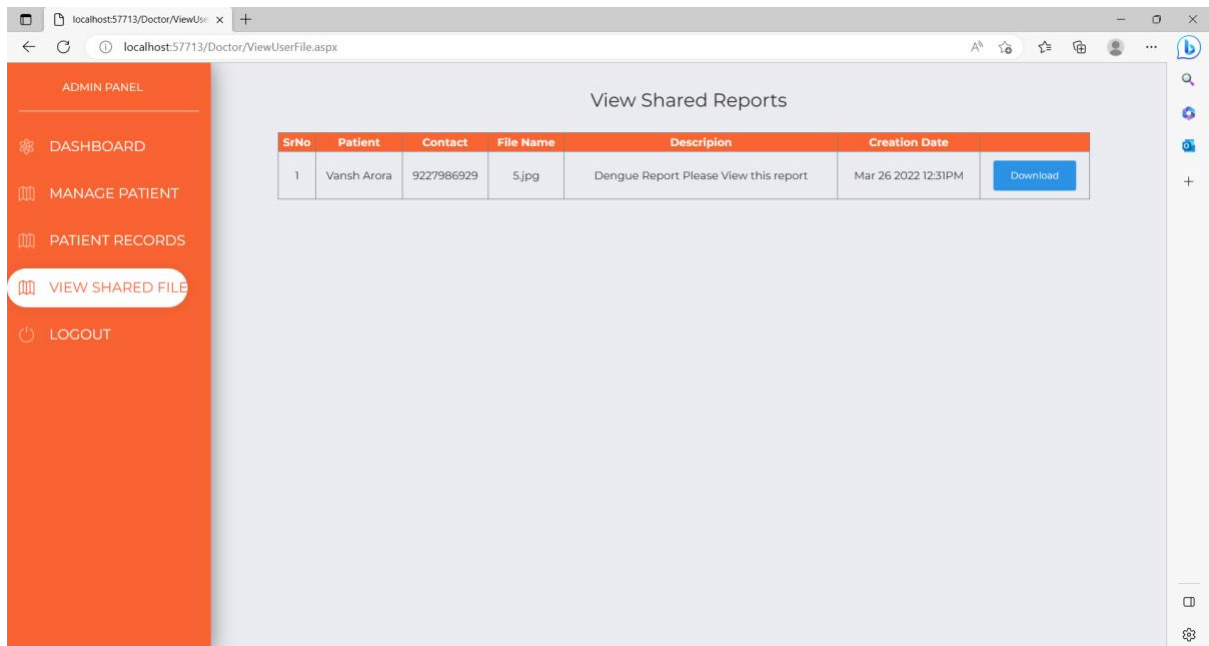 localhost:57713/Doctor/ViewUse
localhost:57713/Doctor/ViewUserFile.aspx
ADMIN PANEL
DASHBOARD
MANAGE PATIENT
PATIENT RECORDS
VIEW SHARED FILE
LOGOUT
View Shared Reports
SrNo Patient Contact File Name Descripion Creation Date
1 Vansh Arora 9227986929 5.jpg Dengue Report Please View this report Mar 26 2022 12:31PM Download